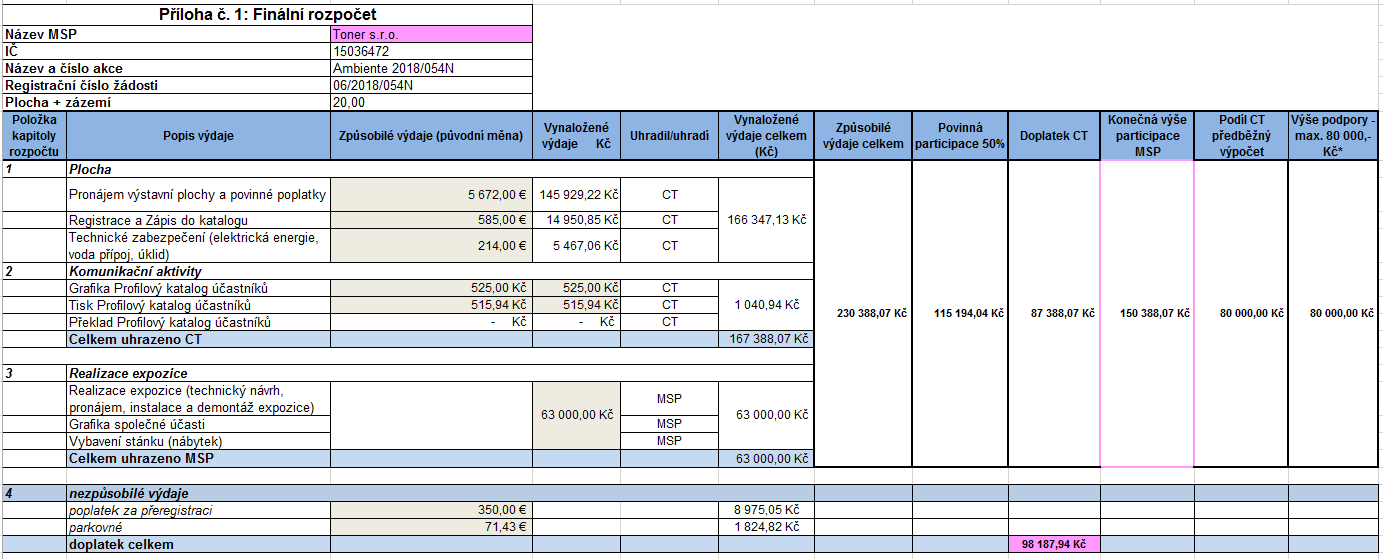 Příloha č. 1: Finální rozpočet
Název MSP Toner s.r.o.
IČ 15036472
Název a číslo akce Ambiente 2018/054N
Registrační číslo žádosti 06/2018/054N
Plocha + zázemí 20,00
Položka kapitoly rozpočtu Popis výdaje Způsobilé výdaje (původní měna) Vynaložené výdaje Kč Uhradil/uhradí Vynaložené výdaje celkem (Kč) Způsobilé výdaje celkem Povinná participace 50% Doplatek CT Konečná výše participace MSP Podíl CT předběžný výpočet Výše podpory - max. 80 000,- Kč*
1 Plocha
Pronájem výstavní plochy a povinné poplatky 5 672,00 € 145 929,22 Kč CT
Registrace a Zápis do katalogu 585,00 € 14 950,85 Kč CT 166 347,13 Kč
Technické zabezpečení (elektrická energie,
voda přípoj, úklid) 214,00 € 5 467,06 Kč CT
2 Komunikační aktivity
Grafika Profilový katalog účastníků 525,00 Kč 525,00 Kč CT
Tisk Profilový katalog účastníků 515,94 Kč 515,94 Kč CT 1 040,94 Kč
Překlad Profilový katalog účastníků - Kč - Kč CT
230 388,07 Kč 115 194,04 Kč 87 388,07 Kč 150 388,07 Kč 80 000,00 Kč 80 000,00 Kč
Celkem uhrazeno CT 167 388,07 Kč
3 Realizace expozice
Realizace expozice (technický návrh,
pronájem, instalace a demontáž expozice) MSP
63 000,00 Kč 63 000,00 Kč
Grafika společné účasti MSP
Vybavení stánku (nábytek) MSP
Celkem uhrazeno MSP 63 000,00 Kč
4 nezpůsobilé výdaje
poplatek za přeregistraci 350,00 € 8 975,05 Kč
parkovné 71,43 € 1 824,82 Kč
doplatek celkem 98 187,94 Kč